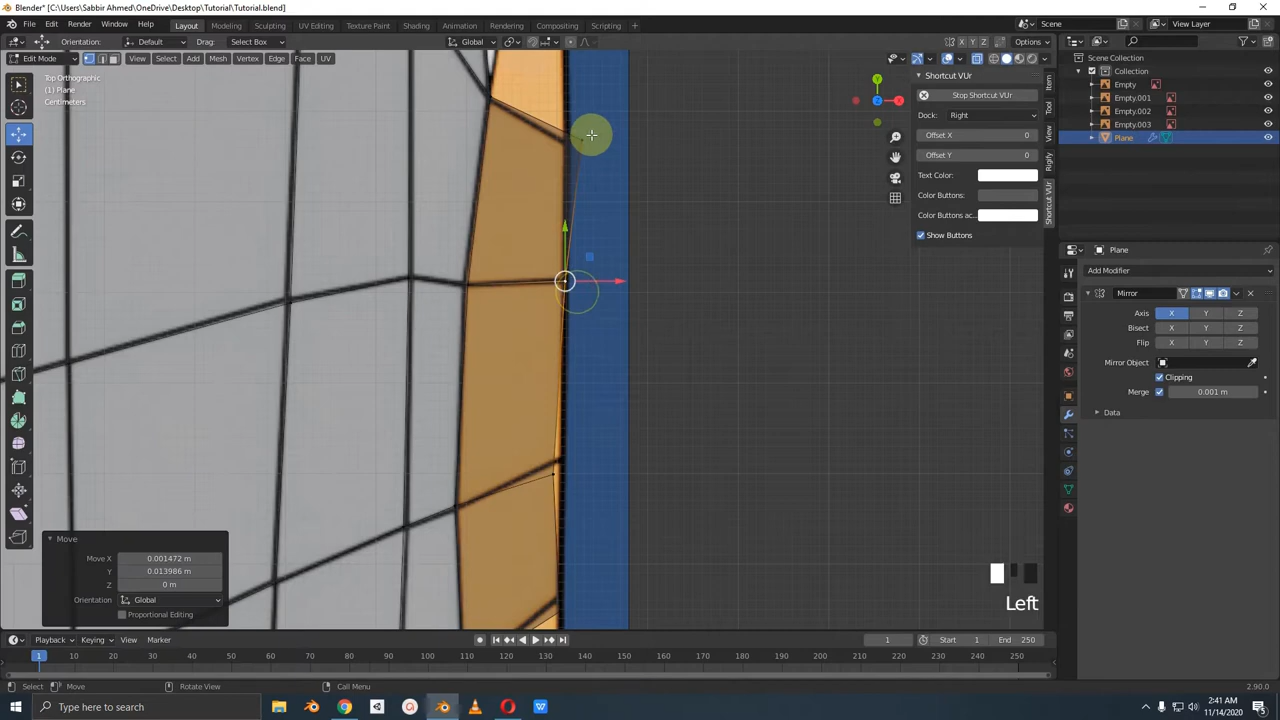 Blender* [C:\Users\Sabbir Ahmed\OneDrive\Desktop\Tutorial\Tutorial.blend]
File Edit Render Window Help Layout Modeling Sculpting UV Editing Texture Paint Shading Animation Rendering Compositing Scripting + Scene View Layer
Orientation: Default Drag: Select Box Global X Y Z Options
Edit Mode View Select Add Mesh Vertex Edge Face UV
Top Orthographic
(1) Plane
Centimeters
Shortcut VUr
Stop Shortcut VUr
Dock: Right
Offset X 0
Offset Y 0
Text Color:
Color Buttons:
Color Buttons ac...
Show Buttons
Item
Tool
View
Rigify
Shortcut VUr
Y
X
Z
Scene Collection
Collection
Empty
Empty.001
Empty.002
Empty.003
Plane
Plane
Add Modifier
Mirror
Axis X Y Z
Bisect X Y Z
Flip X Y Z
Mirror Object
Clipping
Merge 0.001 m
Data
Move
Move X 0.001472 m
Y 0.013986 m
Z 0 m
Orientation Global
Proportional Editing
Left
Playback Keying View Marker 1 Start 1 End 250
1 10 20 30 40 50 60 70 80 90 100 110 120 130 140 150 160 170 180 190 200 210 220 230 240 250
Select Move Rotate View Call Menu 2.90.0
Type here to search
2:41 AM
11/14/2020
5